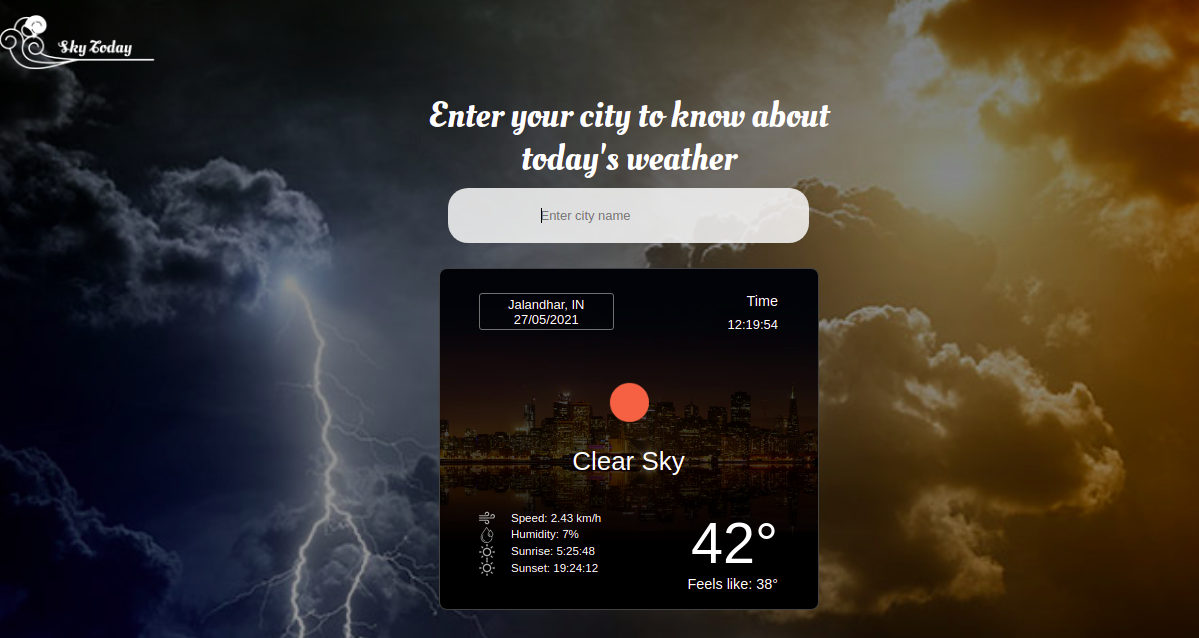 Sky Today
Enter your city to know about
today's weather
Enter city name
Jalandhar, IN
27/05/2021
Time
12:19:54
Clear Sky
Speed: 2.43 km/h
Humidity: 7%
Sunrise: 5:25:48
Sunset: 19:24:12
42°
Feels like: 38°